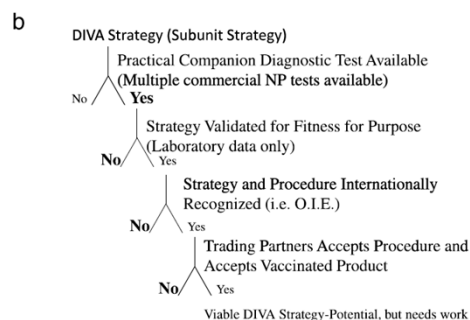 b
DIVA Strategy (Subunit Strategy)
Practical Companion Diagnostic Test Available
(Multiple commercial NP tests available)
No Yes
Strategy Validated for Fitness for Purpose
(Laboratory data only)
No Yes
Strategy and Procedure Internationally
Recognized (i.e. O.I.E.)
No Yes
Trading Partners Accepts Procedure and
Accepts Vaccinated Product
No Yes
Viable DIVA Strategy-Potential, but needs work